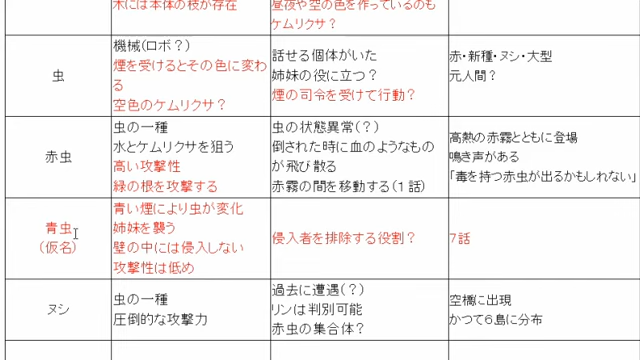 木には本体の枝が存在
昼夜や空の色を作っているのも
ケムリクサ？
虫
機械(ロボ？)
煙を受けるとその色に変わ
る
空色のケムリクサ？
話せる個体がいた
姉妹の役に立つ？
煙の司令を受けて行動？
赤・新種・ヌシ・大型
元人間？
赤虫
虫の一種
水とケムリクサを狙う
高い攻撃性
緑の根を攻撃する
虫の状態異常(？)
倒された時に血のようなもの
が飛び散る
赤霧の間を移動する(１話)
高熱の赤霧とともに登場
鳴き声がある
「毒を持つ赤虫が出るかもしれない」
青虫
(仮名)
青い煙により虫が変化
姉妹を襲う
壁の中には侵入しない
攻撃性は低め
侵入者を排除する役割？
７話
ヌシ
虫の一種
圧倒的な攻撃力
過去に遭遇(？)
リンは判別可能
赤虫の集合体？
空橋に出現
かつて６島に分布